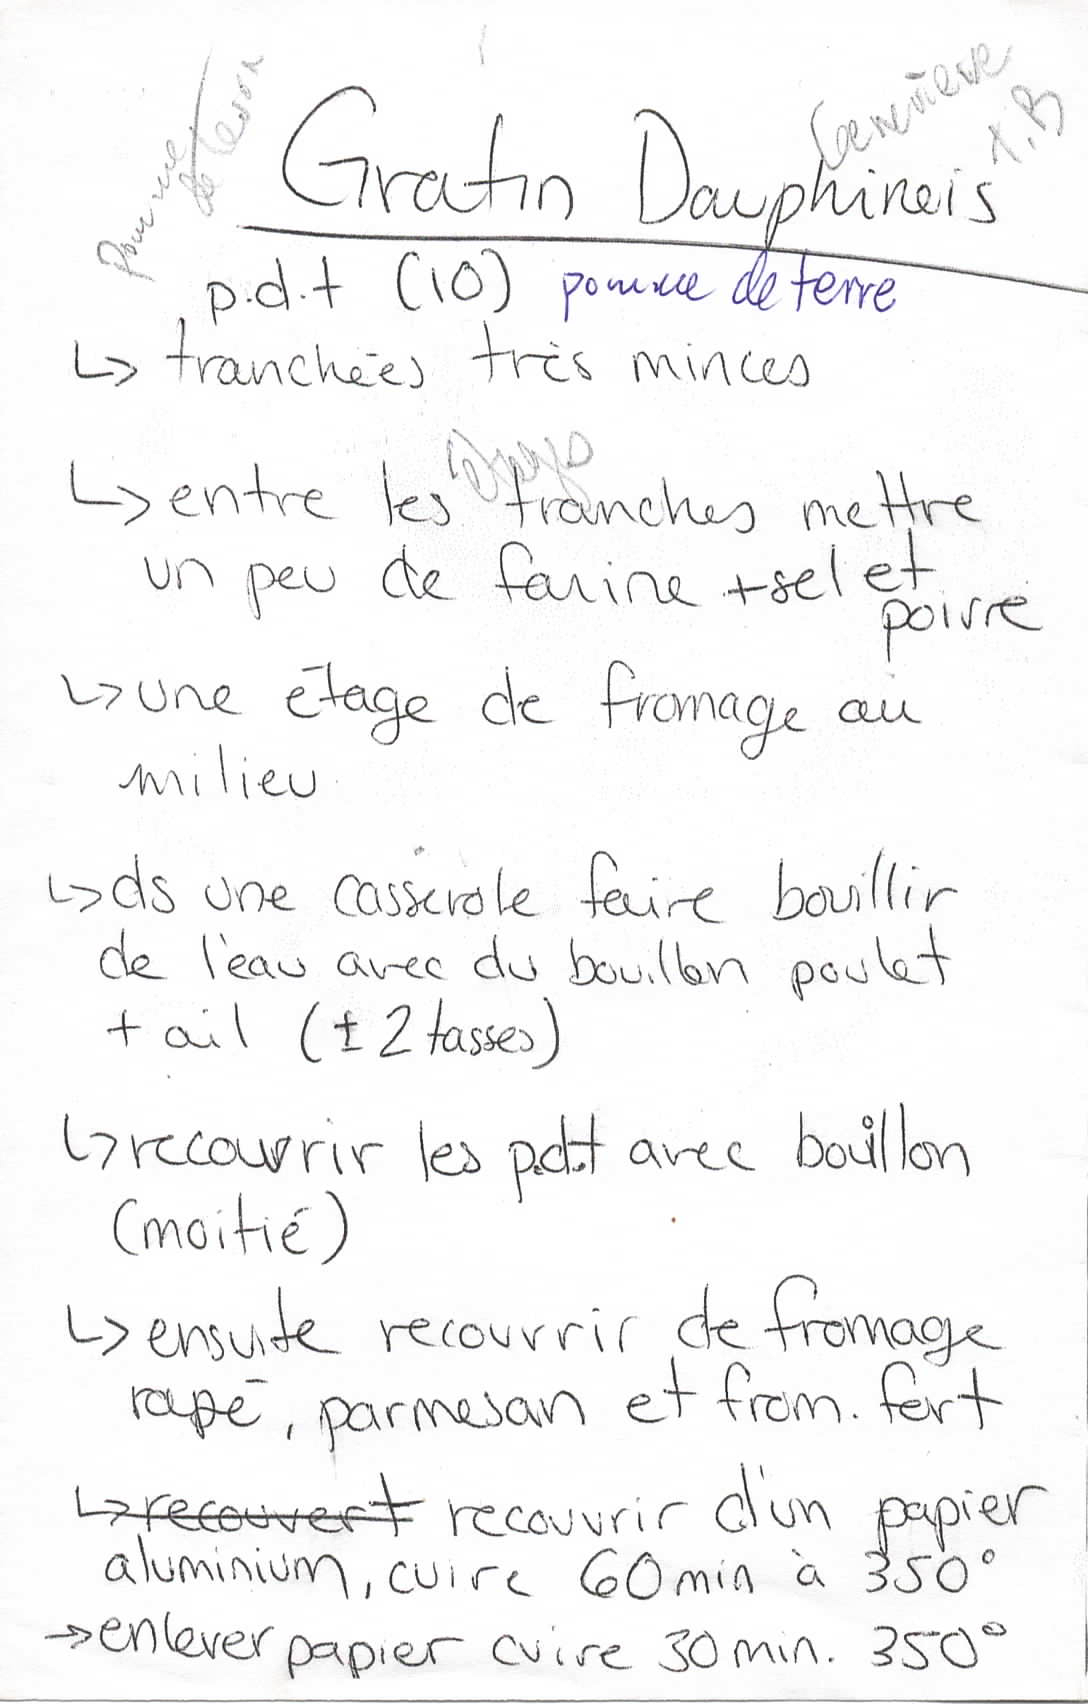 Pomme de terre
Geneviève
T.B
Gratin Dauphineis
p.d.t (10) pomme de terre
↳ tranchées très minces
↳ entre les tranches mettre
un peu de farine + sel et
poivre
↳ une étage de fromage au
milieu
↳ ds une casserole faire bouillir
de l'eau avec du bouillon poulet
+ ail (± 2 tasses)
↳ recouvrir les p.d.t avec bouillon
(moitié)
↳ ensuite recouvrir de fromage
rapé, parmesan et from. fort
↳ recouvert recouvrir d'un papier
aluminium, cuire 60 min à 350°
→ enlever papier cuire 30 min. 350°